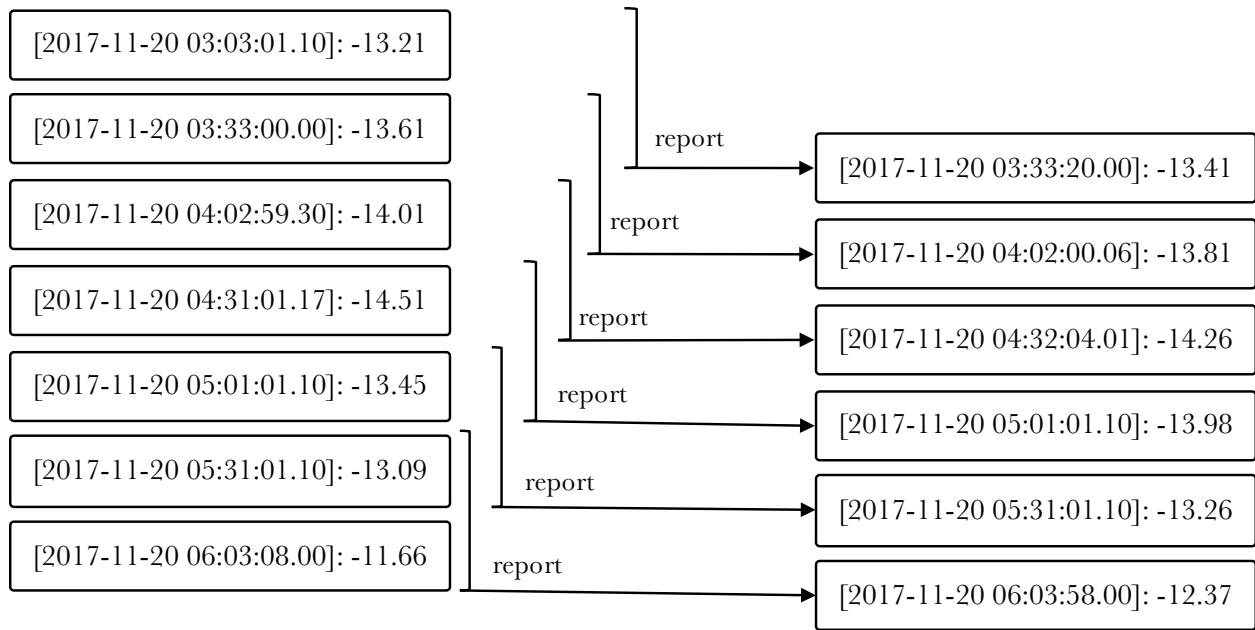 [2017-11-20 03:03:01.10]: -13.21
[2017-11-20 03:33:00.00]: -13.61
[2017-11-20 04:02:59.30]: -14.01
[2017-11-20 04:31:01.17]: -14.51
[2017-11-20 05:01:01.10]: -13.45
[2017-11-20 05:31:01.10]: -13.09
[2017-11-20 06:03:08.00]: -11.66
report
report
report
report
report
report
[2017-11-20 03:33:20.00]: -13.41
[2017-11-20 04:02:00.06]: -13.81
[2017-11-20 04:32:04.01]: -14.26
[2017-11-20 05:01:01.10]: -13.98
[2017-11-20 05:31:01.10]: -13.26
[2017-11-20 06:03:58.00]: -12.37